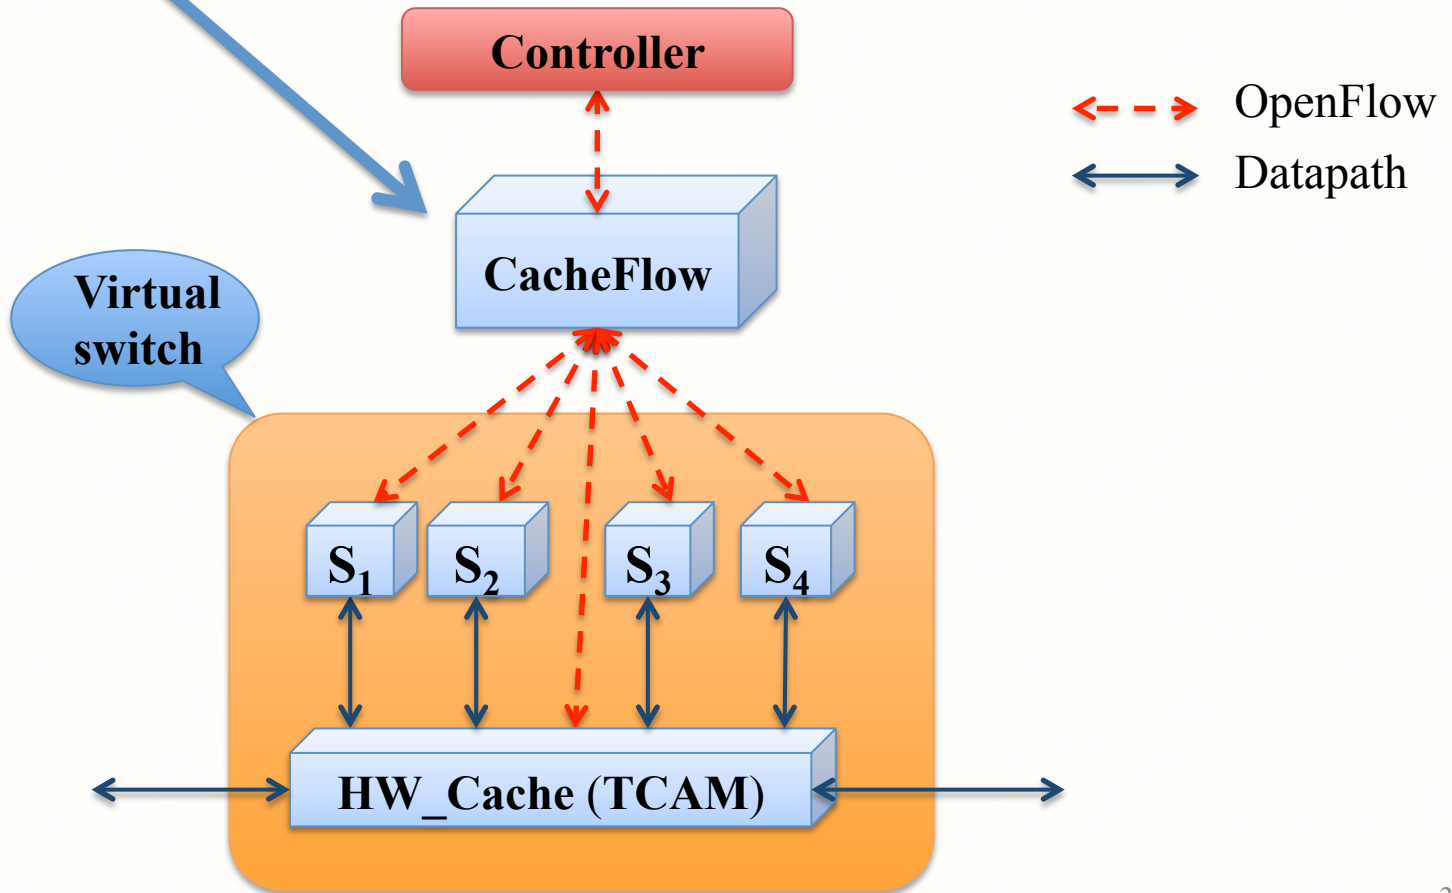 Controller
OpenFlow
Datapath
CacheFlow
Virtual
switch
S₁
S₂
S₃
S₄
HW_Cache (TCAM)